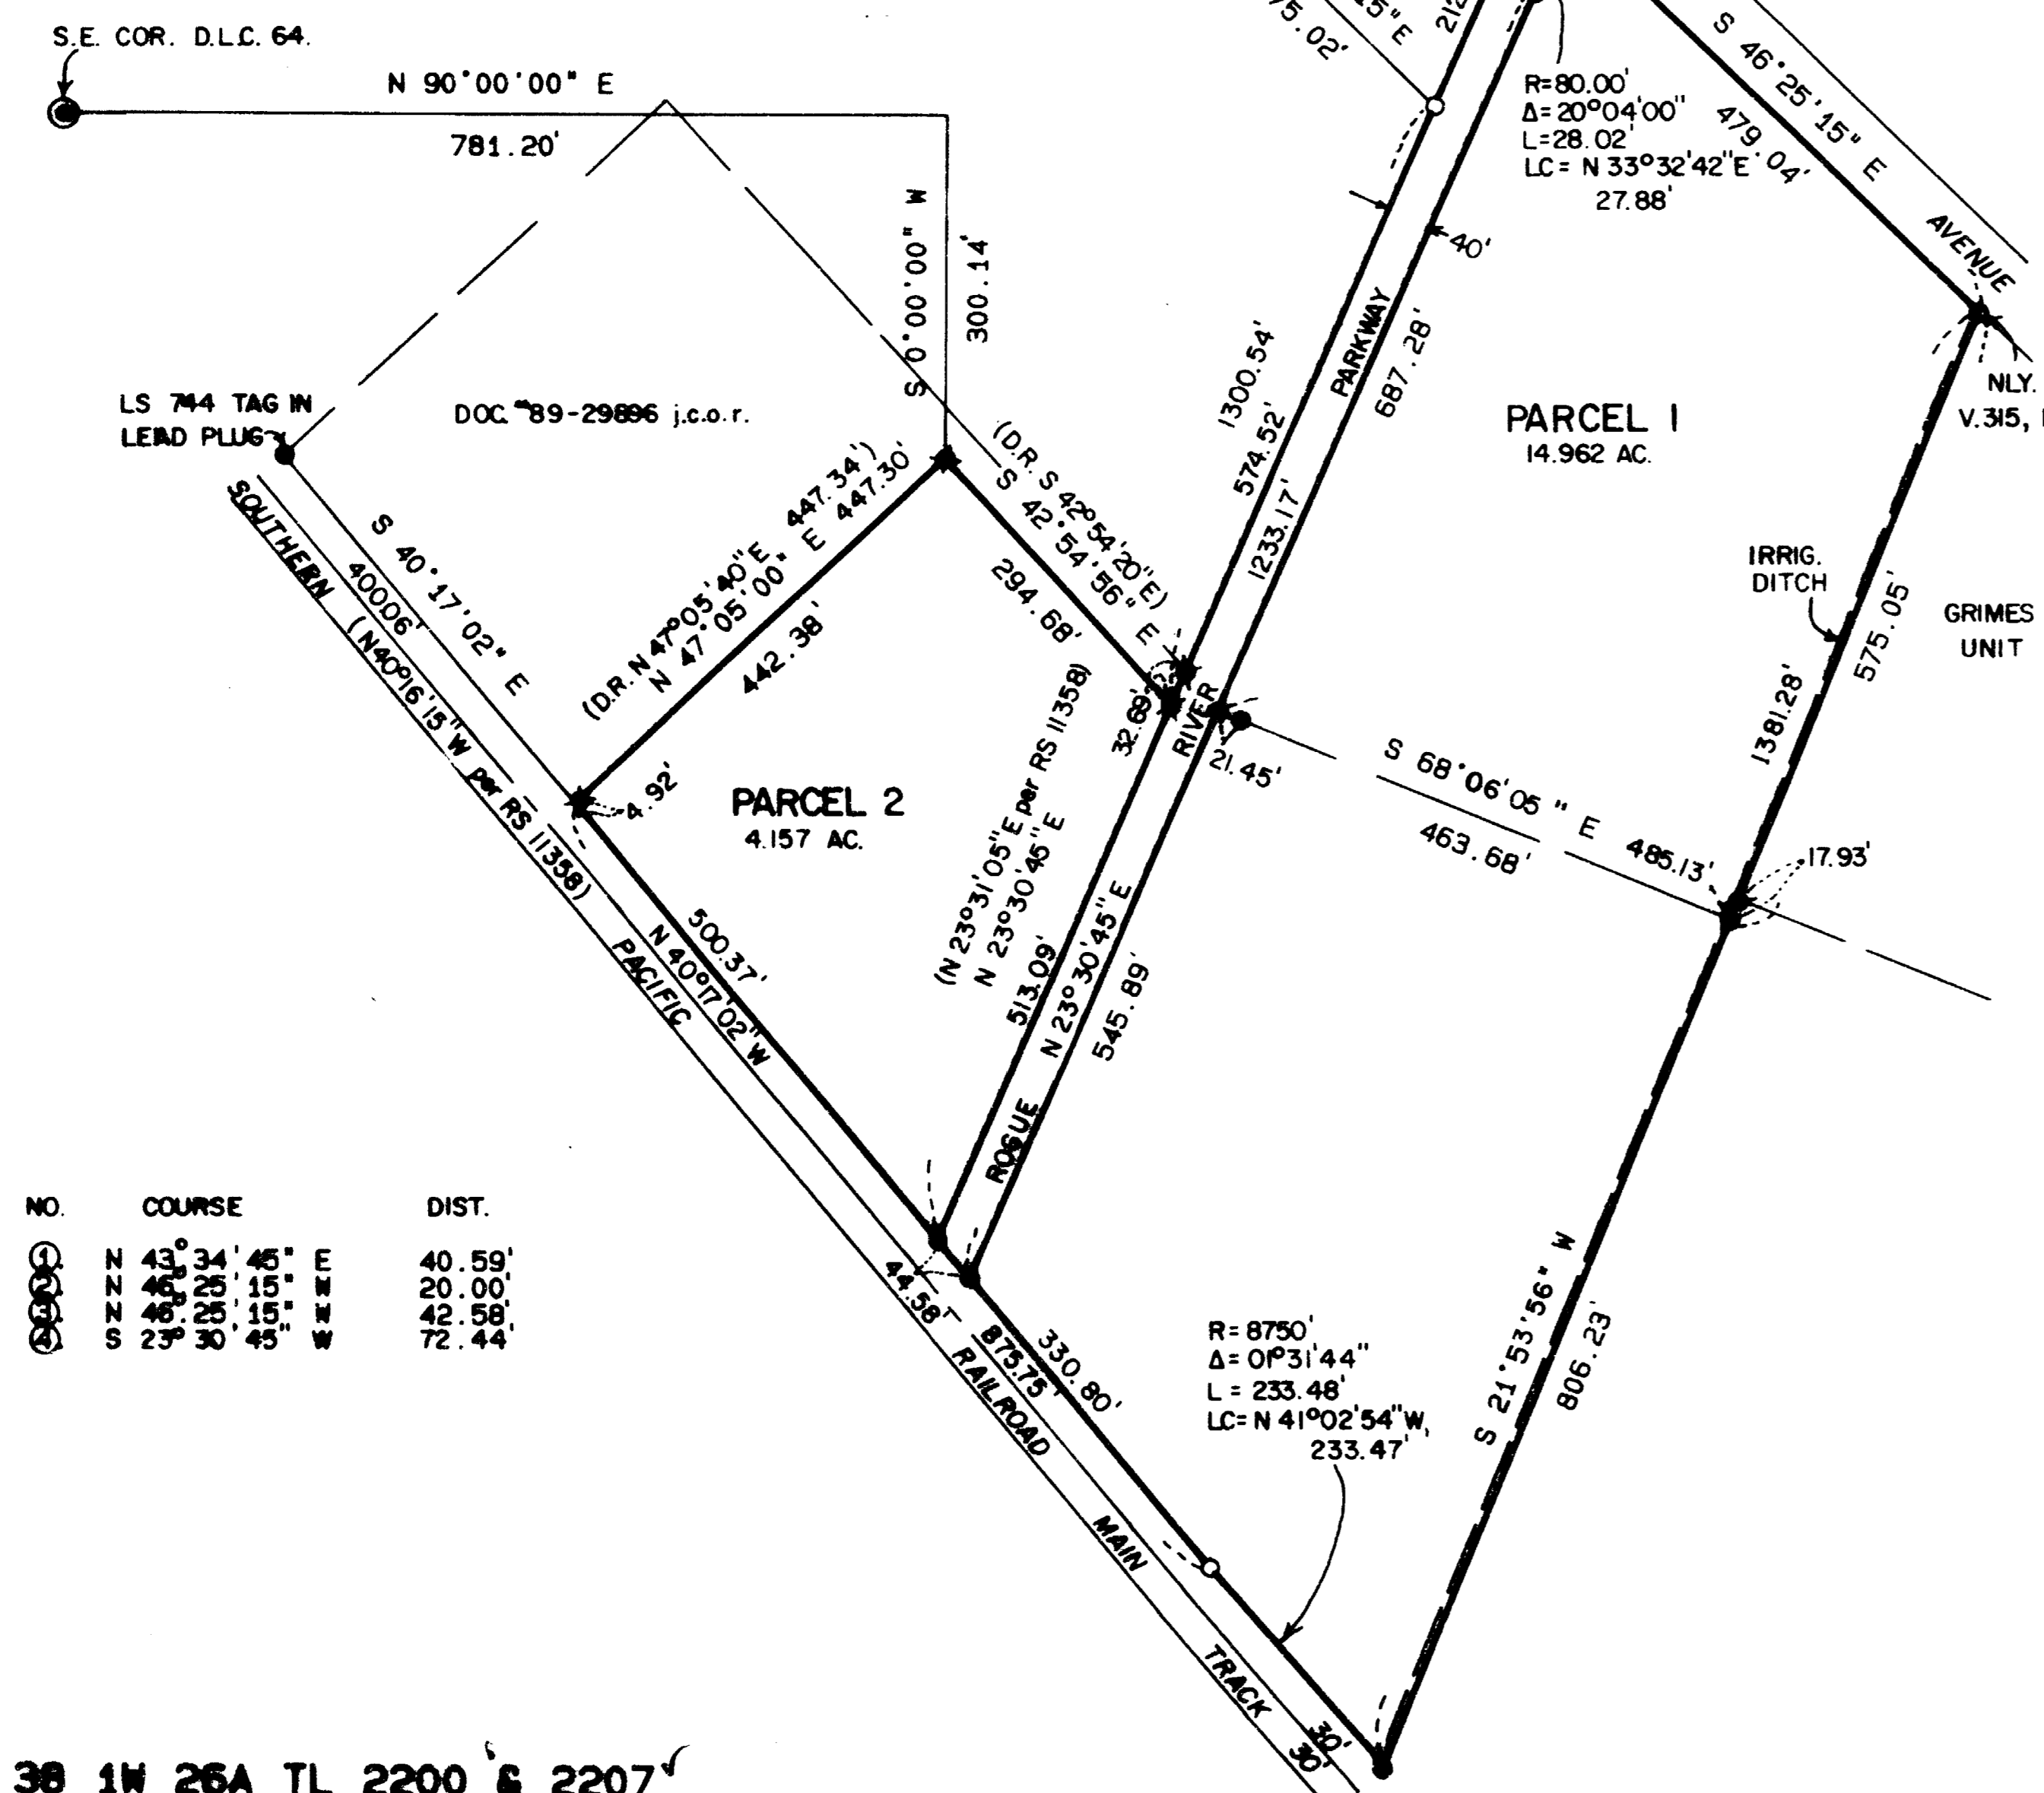 S.E. COR. D.L.C. 64.
N 90°00'00" E
781.20'
S 0°00'00" W
300.14'
15" E
75.02'
212
R=80.00'
Δ=20°04'00"
L=28.02'
LC= N 33°32'42"E
27.88'
S 46°25'15" E
479.04'
AVENUE
40'
LS 744 TAG IN
LEAD PLUG
DOC. #89-29896 j.c.o.r.
1300.54'
574.52'
PARKWAY
687.28'
1233.17'
PARCEL 1
14.962 AC.
NLY.
V.315,
(D.R. S 42°54'20"E)
S 42°54'56" E
294.68'
(D.R. N 47°05'40"E 447.34')
N 47°05'00" E 447.30'
442.38'
4.92'
S 40°17'02" E
400.06'
(N40°16'15"W per RS 11358)
SOUTHERN
PACIFIC
RAILROAD
MAIN
TRACK
IRRIG.
DITCH
575.05'
GRIMES
UNIT
1381.28'
32.69'
RIVER
21.45'
S 68°06'05" E 485.13'
463.68'
17.93'
PARCEL 2
4.157 AC.
(N 23°31'05"E per RS 11358)
N 23°30'45" E
513.09'
N 23°30'45" E
545.89'
ROGUE
500.37'
N 40°17'02" W
44.58'
875.75'
330.80'
R= 8750'
Δ= 01°31'44"
L = 233.48'
LC= N 41°02'54"W,
233.47'
S 21°53'56" W
806.23'
30'
30'
NO. COURSE DIST.
1 N 43°34'45" E 40.59'
2 N 46°25'15" W 20.00'
3 N 46°25'15" W 42.58'
4 S 23°30'45" W 72.44'
38 1W 26A TL 2200 & 2207